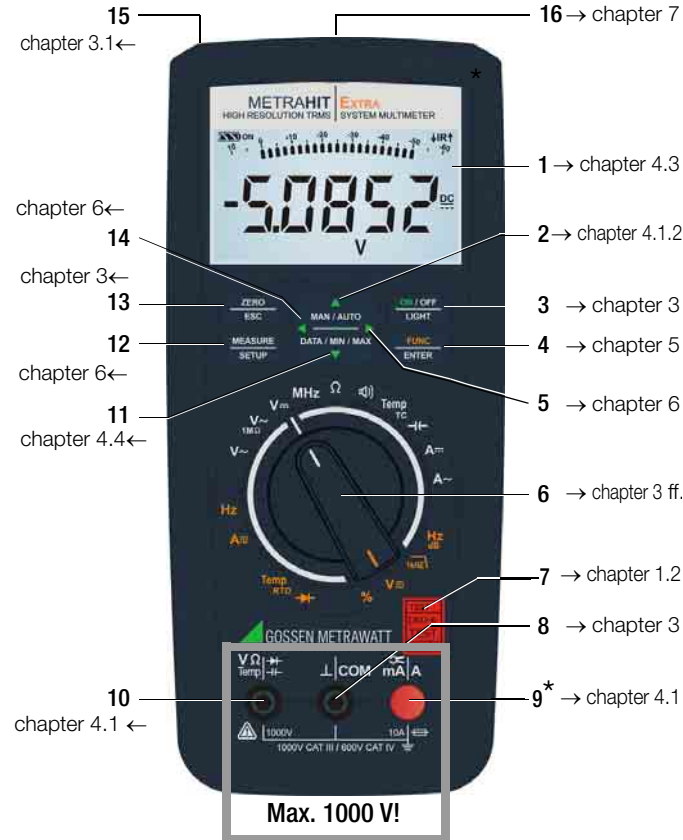 15
16 → chapter 7
chapter 3.1←
*
METRAHIT EXTRA
HIGH RESOLUTION TRMS SYSTEM MULTIMETER
ON
IR
1 → chapter 4.3
-5.0852 DC
V
chapter 6←
14
2 → chapter 4.1.2
chapter 3←
13
ZERO
ESC
MAN / AUTO
ON / OFF
LIGHT
3 → chapter 3
12
MEASURE
SETUP
DATA / MIN / MAX
FUNC
ENTER
4 → chapter 5
chapter 6←
5 → chapter 6
11
chapter 4.4←
MHz Ω
Temp
TC
V⎓
V~
1MΩ
V~
A⎓
A~
6 → chapter 3 ff.
Hz
A
Temp
RTD
%
V
Hz
dB
7 → chapter 1.2
8 → chapter 3
GOSSEN METRAWATT
VΩ
Temp
⊥ COM
mA A
10
9* → chapter 4.1
chapter 4.1 ←
1000V
10A
1000V CAT III / 600V CAT IV
Max. 1000 V!